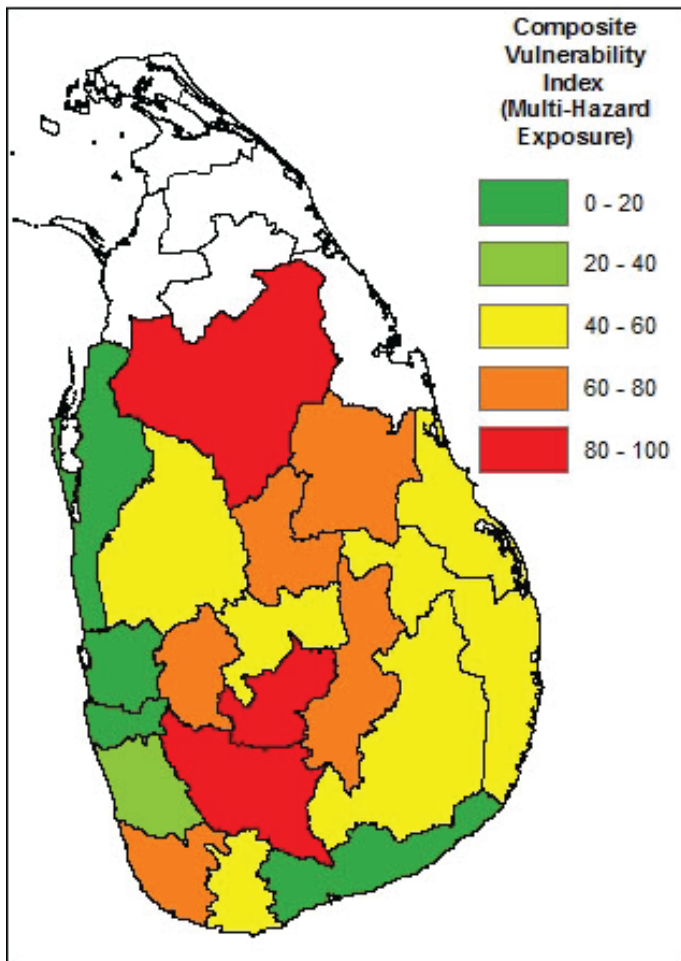 Composite
Vulnerability
Index
(Multi-Hazard
Exposure)
0 - 20
20 - 40
40 - 60
60 - 80
80 - 100